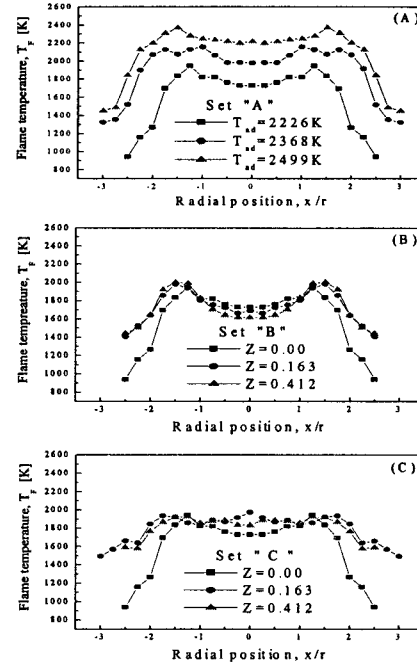 (A)
Flame temperature, T_F [K]
2400
2200
2000
1800
1600
1400
1200
1000
800
Set "A"
T_ad=2226K
T_ad=2368K
T_ad=2499K
-3 -2 -1 0 1 2 3
Radial position, x/r
(B)
Flame tempreature, T_F [K]
2600
2400
2200
2000
1800
1600
1400
1200
1000
800
Set "B"
Z=0.00
Z=0.163
Z=0.412
-3 -2 -1 0 1 2 3
Radial position, x/r
(C)
Flame temperature, T_F [K]
2600
2400
2200
2000
1800
1600
1400
1200
1000
800
Set "C"
Z=0.00
Z=0.163
Z=0.412
-3 -2 -1 0 1 2 3
Radial position, x/r